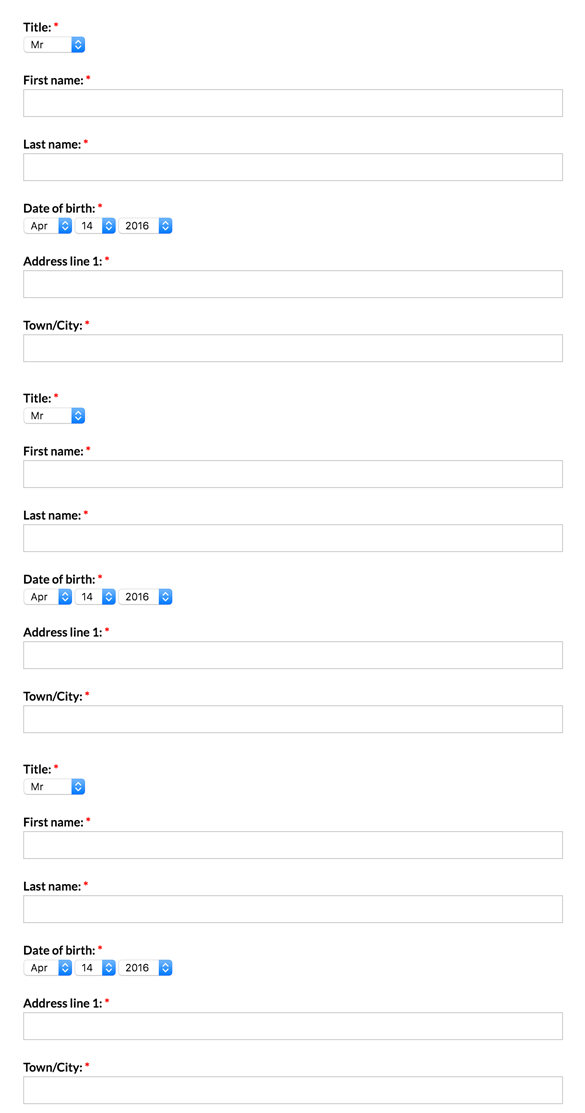 Title: *
Mr
First name: *
Last name: *
Date of birth: *
Apr 14 2016
Address line 1: *
Town/City: *
Title: *
Mr
First name: *
Last name: *
Date of birth: *
Apr 14 2016
Address line 1: *
Town/City: *
Title: *
Mr
First name: *
Last name: *
Date of birth: *
Apr 14 2016
Address line 1: *
Town/City: *